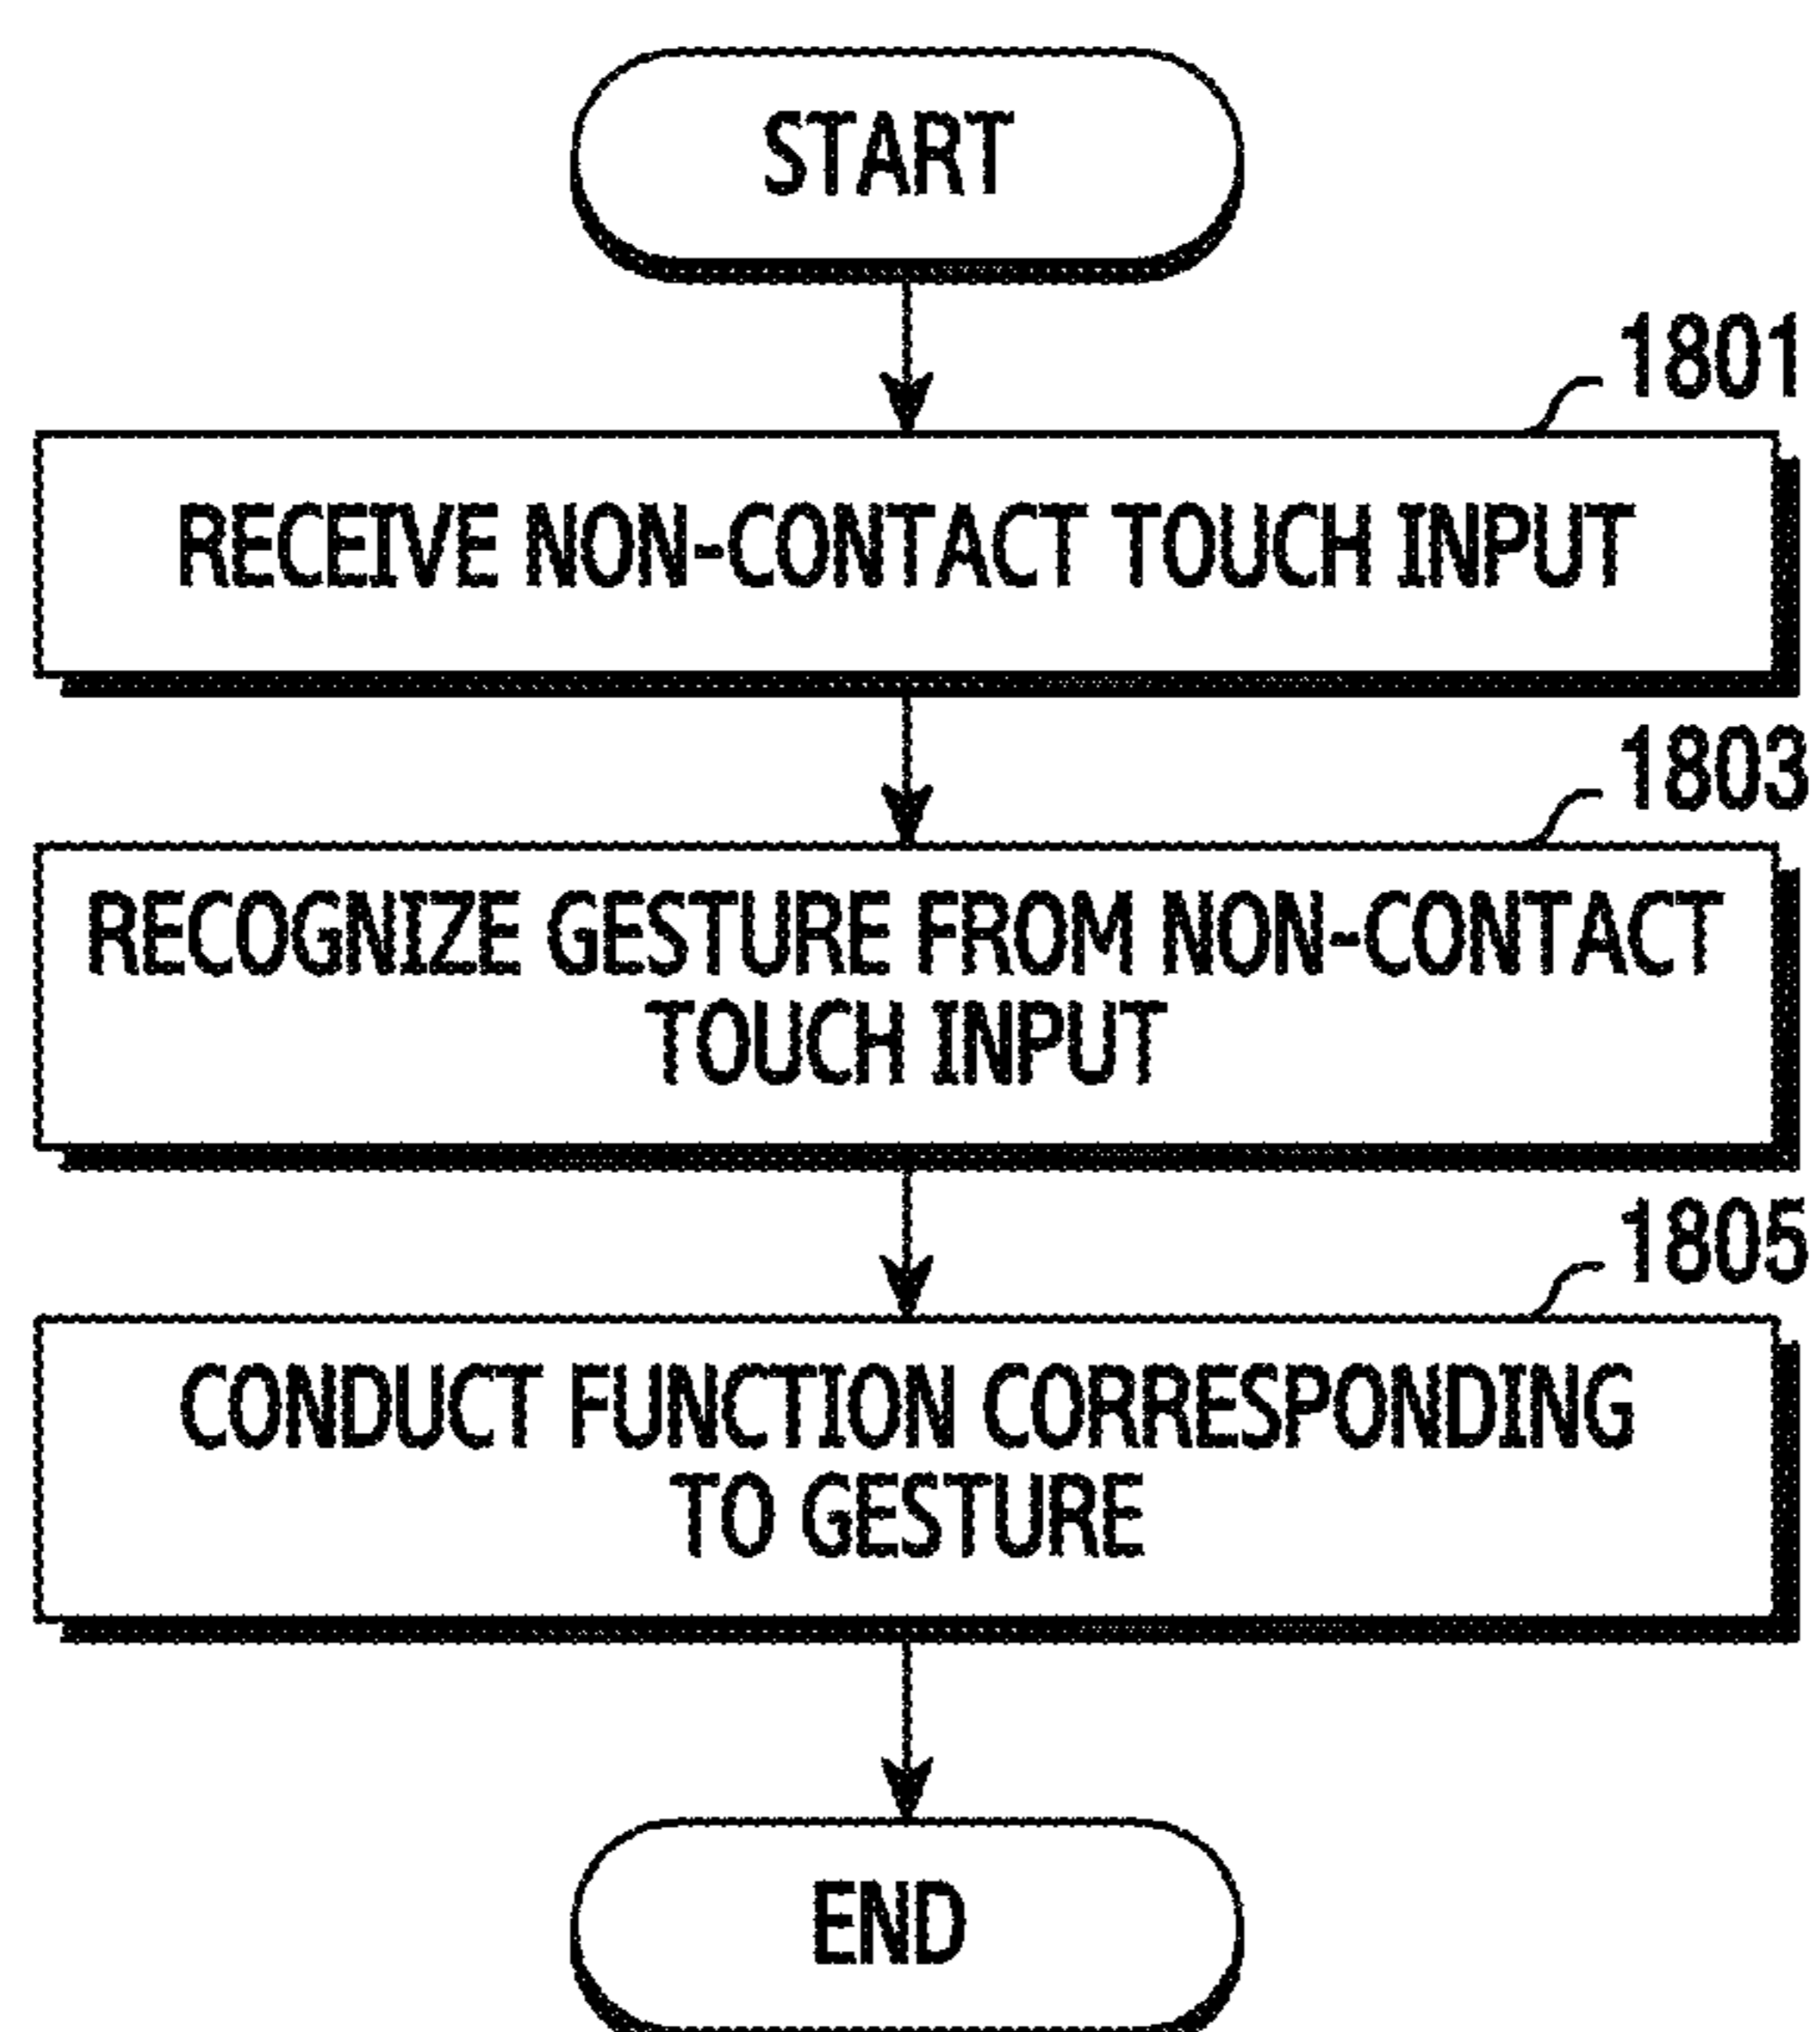 START
1801
RECEIVE NON-CONTACT TOUCH INPUT
1803
RECOGNIZE GESTURE FROM NON-CONTACT
TOUCH INPUT
1805
CONDUCT FUNCTION CORRESPONDING
TO GESTURE
END